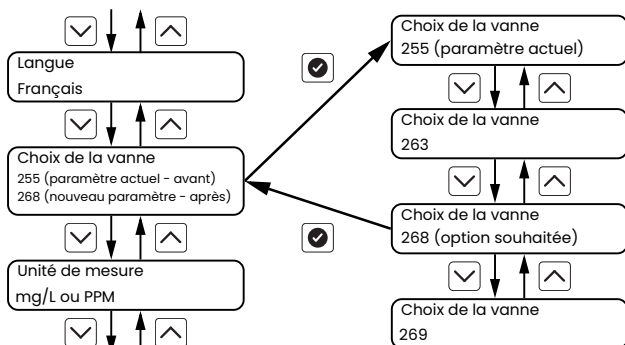 Langue
Français
Choix de la vanne
255 (paramètre actuel - avant)
268 (nouveau paramètre - après)
Unité de mesure
mg/L ou PPM
Choix de la vanne
255 (paramètre actuel)
Choix de la vanne
263
Choix de la vanne
268 (option souhaitée)
Choix de la vanne
269